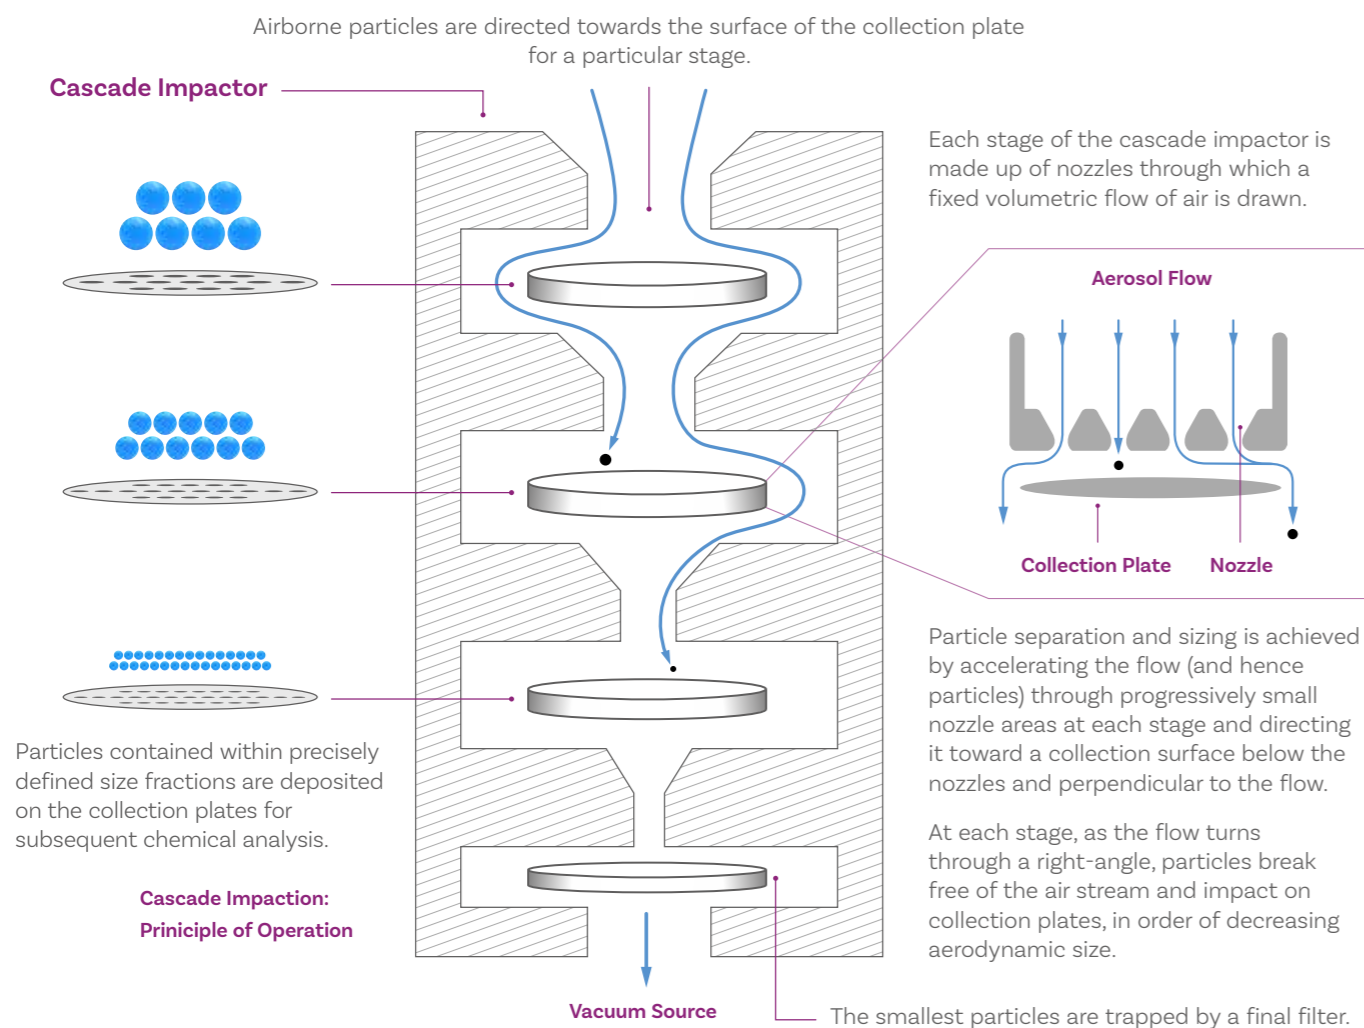 Airborne particles are directed towards the surface of the collection plate
for a particular stage.
Cascade Impactor
Each stage of the cascade impactor is
made up of nozzles through which a
fixed volumetric flow of air is drawn.
Aerosol Flow
Collection Plate
Nozzle
Particle separation and sizing is achieved
by accelerating the flow (and hence
particles) through progressively small
nozzle areas at each stage and directing
it toward a collection surface below the
nozzles and perpendicular to the flow.
Particles contained within precisely
defined size fractions are deposited
on the collection plates for
subsequent chemical analysis.
At each stage, as the flow turns
through a right-angle, particles break
free of the air stream and impact on
collection plates, in order of decreasing
aerodynamic size.
Cascade Impaction:
Priniciple of Operation
Vacuum Source
The smallest particles are trapped by a final filter.